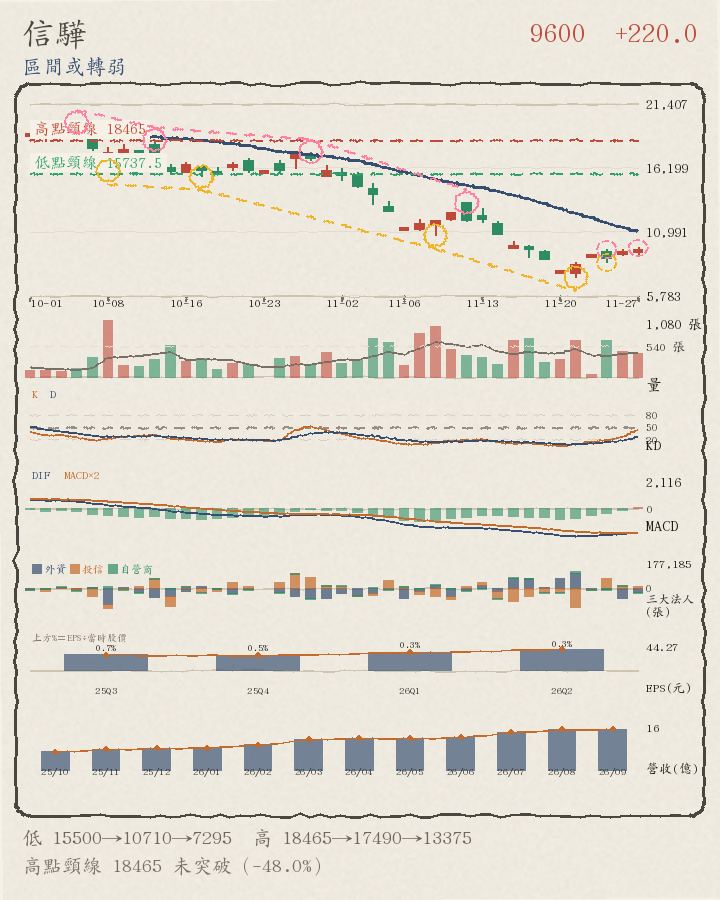 信驊
9600 +220.0
區間或轉弱
21,407
高點頸線 18465
低點頸線 15737.5
16,199
10,991
5,783
10-01 10-08 10-16 10-23 11-02 11-06 11-13 11-20 11-27
1,080 張
540 張
量
K D
80
50
20
KD
DIF MACD×2
2,116
0
MACD
外資 投信 自營商
177,185
0
三大法人
(張)
上方%=EPS÷當時股價
0.7% 0.5% 0.3% 0.3%
44.27
25Q3 25Q4 26Q1 26Q2
EPS(元)
16
25/10 25/11 25/12 26/01 26/02 26/03 26/04 26/05 26/06 26/07 26/08 26/09
營收(億)
低 15500→10710→7295 高 18465→17490→13375
高點頸線 18465 未突破 (-48.0%)